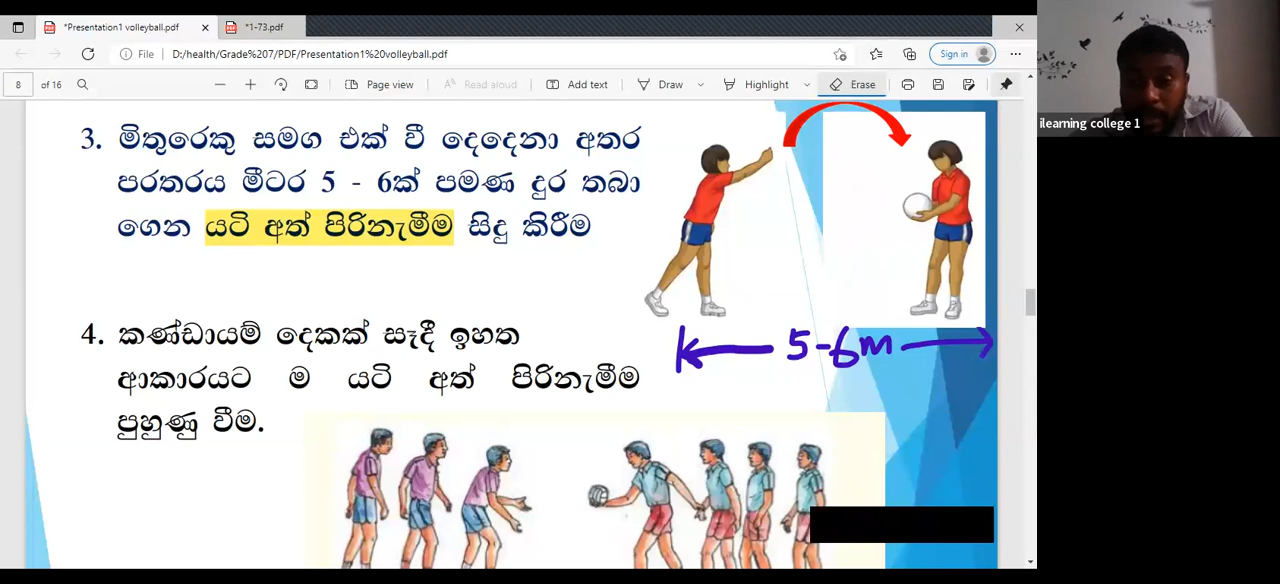 *Presentation1 volleyball.pdf
*1-73.pdf
File
D:/health/Grade%207/PDF/Presentation1%20volleyball.pdf
Sign in
8 of 16
Page view
Read aloud
Add text
Draw
Highlight
Erase
ilearning college 1
3. මිතුරෙකු සමග එක් වී දෙදෙනා අතර
පරතරය මීටර 5 - 6ක් පමණ දුර තබා
ගෙන යටි අත් පිරිනැමීම සිදු කිරීම
5-6m
4. කණ්ඩායම් දෙකක් සෑදී ඉහත
ආකාරයට ම යටි අත් පිරිනැමීම
පුහුණු වීම.